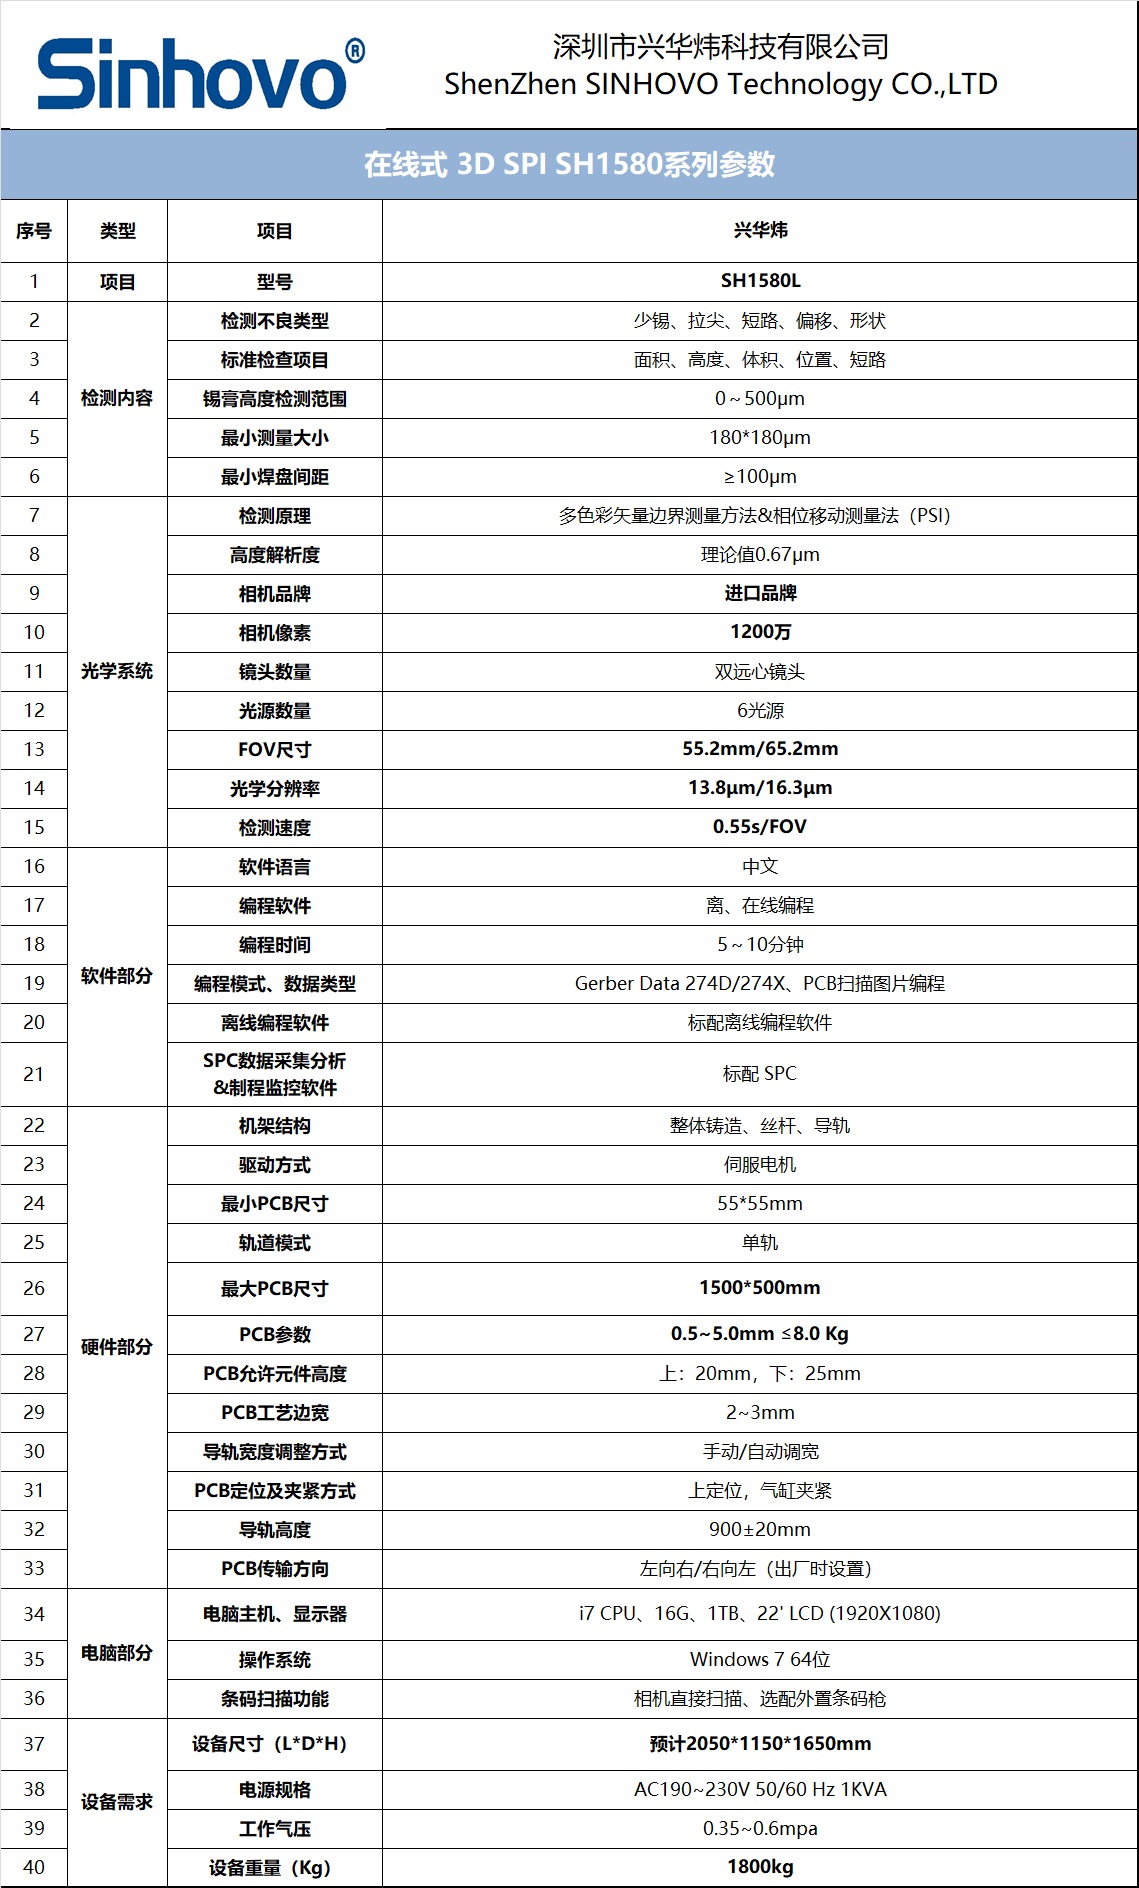 Sinhovo®
深圳市兴华炜科技有限公司
ShenZhen SINHOVO Technology CO.,LTD
在线式 3D SPI SH1580系列参数
序号 类型 项目 兴华炜
1 项目 型号 SH1580L
检测内容
2 检测不良类型 少锡、拉尖、短路、偏移、形状
3 标准检查项目 面积、高度、体积、位置、短路
4 锡膏高度检测范围 0～500μm
5 最小测量大小 180*180μm
6 最小焊盘间距 ≥100μm
光学系统
7 检测原理 多色彩矢量边界测量方法&相位移动测量法（PSI）
8 高度解析度 理论值0.67μm
9 相机品牌 进口品牌
10 相机像素 1200万
11 镜头数量 双远心镜头
12 光源数量 6光源
13 FOV尺寸 55.2mm/65.2mm
14 光学分辨率 13.8μm/16.3μm
15 检测速度 0.55s/FOV
软件部分
16 软件语言 中文
17 编程软件 离、在线编程
18 编程时间 5～10分钟
19 编程模式、数据类型 Gerber Data 274D/274X、PCB扫描图片编程
20 离线编程软件 标配离线编程软件
21 SPC数据采集分析
&制程监控软件 标配 SPC
硬件部分
22 机架结构 整体铸造、丝杆、导轨
23 驱动方式 伺服电机
24 最小PCB尺寸 55*55mm
25 轨道模式 单轨
26 最大PCB尺寸 1500*500mm
27 PCB参数 0.5~5.0mm ≤8.0 Kg
28 PCB允许元件高度 上：20mm，下：25mm
29 PCB工艺边宽 2~3mm
30 导轨宽度调整方式 手动/自动调宽
31 PCB定位及夹紧方式 上定位，气缸夹紧
32 导轨高度 900±20mm
33 PCB传输方向 左向右/右向左（出厂时设置）
电脑部分
34 电脑主机、显示器 i7 CPU、16G、1TB、22' LCD (1920X1080)
35 操作系统 Windows 7 64位
36 条码扫描功能 相机直接扫描、选配外置条码枪
设备需求
37 设备尺寸（L*D*H） 预计2050*1150*1650mm
38 电源规格 AC190~230V 50/60 Hz 1KVA
39 工作气压 0.35~0.6mpa
40 设备重量（Kg） 1800kg